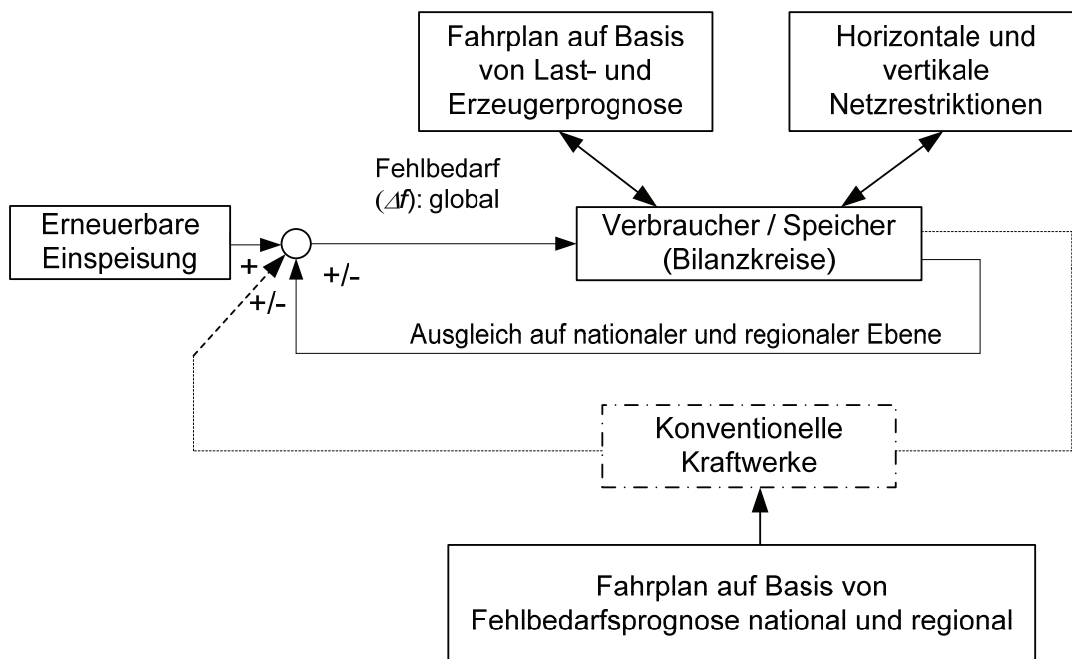 Fahrplan auf Basis
von Last- und
Erzeugerprognose
Horizontale und
vertikale
Netzrestriktionen
Fehlbedarf
(Δf): global
Erneuerbare
Einspeisung
+
+/-
+/-
Verbraucher / Speicher
(Bilanzkreise)
Ausgleich auf nationaler und regionaler Ebene
Konventionelle
Kraftwerke
Fahrplan auf Basis von
Fehlbedarfsprognose national und regional